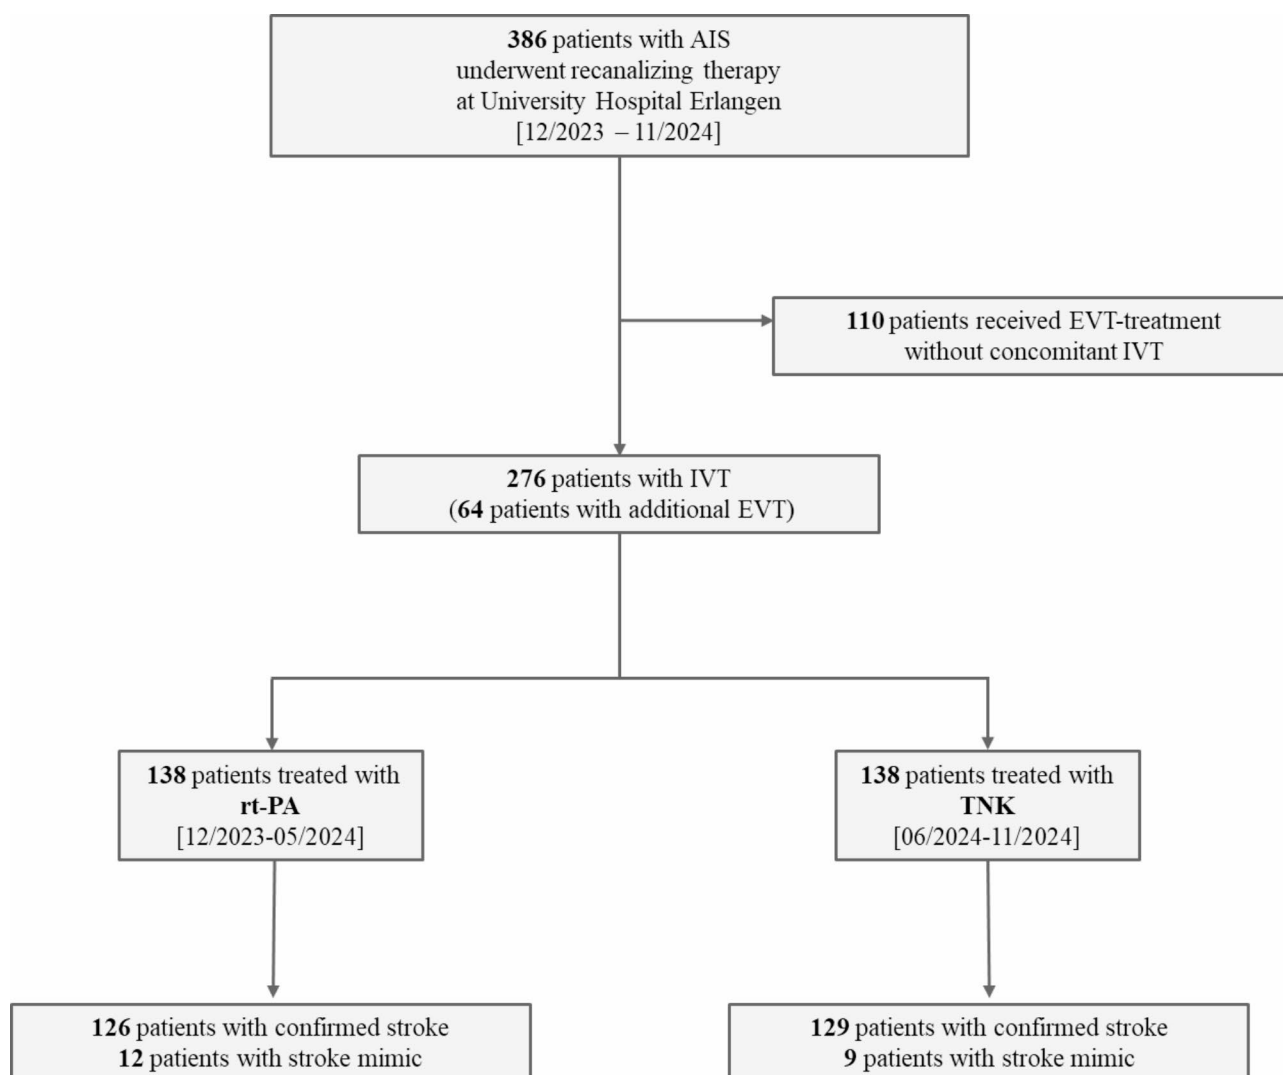 386 patients with AIS
underwent recanalizing therapy
at University Hospital Erlangen
[12/2023 – 11/2024]
110 patients received EVT-treatment
without concomitant IVT
276 patients with IVT
(64 patients with additional EVT)
138 patients treated with
rt-PA
[12/2023-05/2024]
138 patients treated with
TNK
[06/2024-11/2024]
126 patients with confirmed stroke
12 patients with stroke mimic
129 patients with confirmed stroke
9 patients with stroke mimic